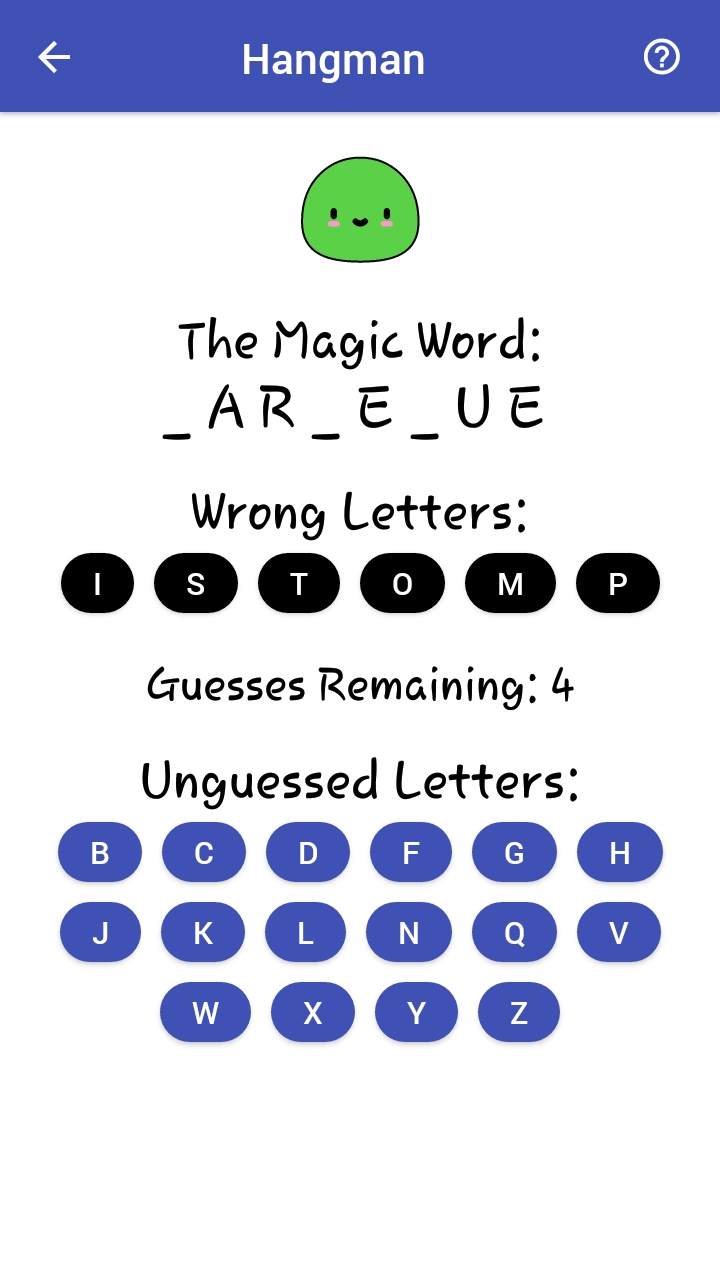 Hangman
The Magic Word:
_ A R _ E _ U E
Wrong Letters:
I S T O M P
Guesses Remaining: 4
Unguessed Letters:
B C D F G H
J K L N Q V
W X Y Z